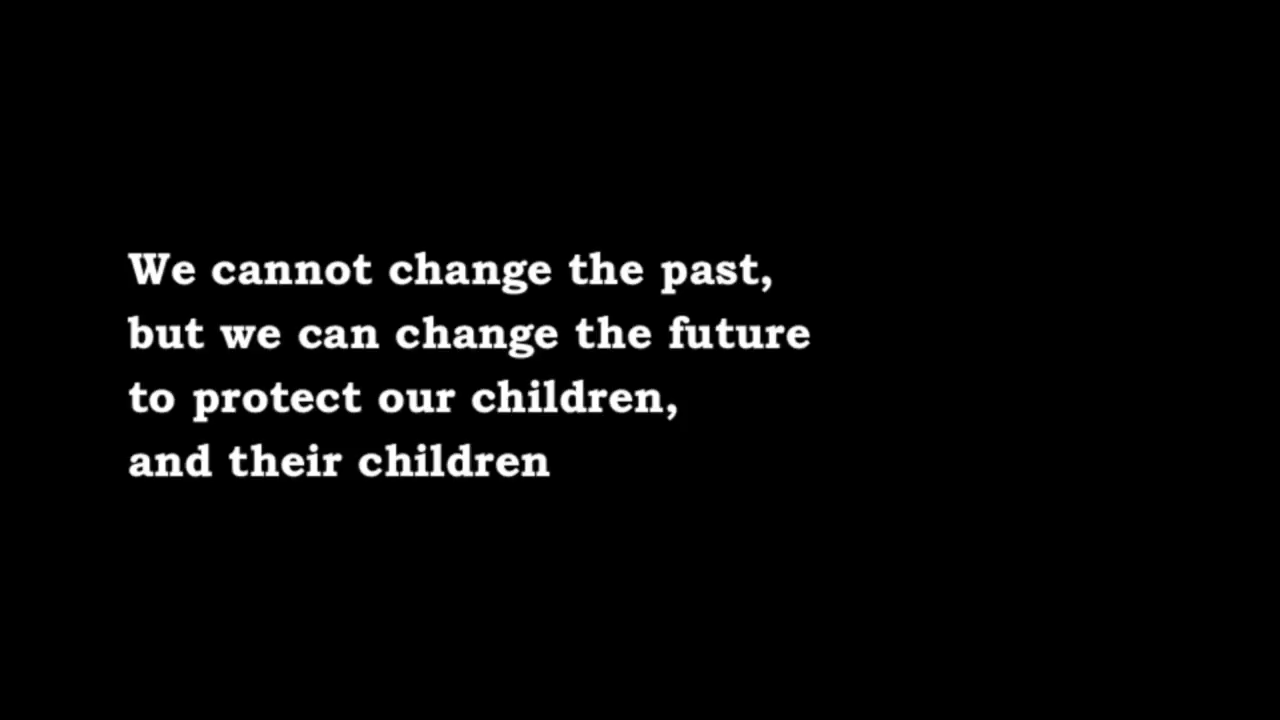 We cannot change the past,
but we can change the future
to protect our children,
and their children